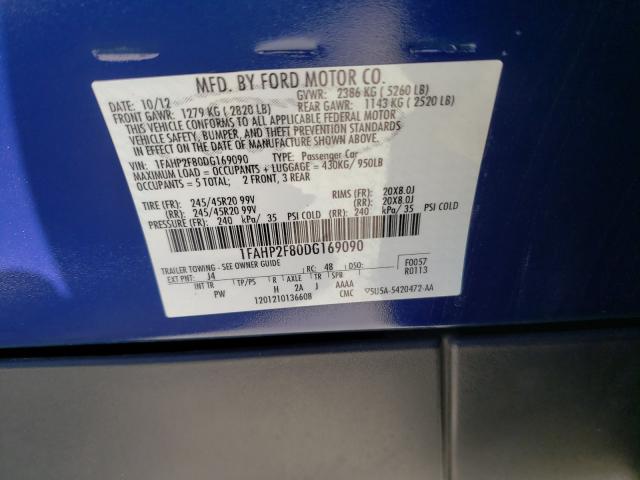 MFD. BY FORD MOTOR CO.
DATE: 10/12 GVWR: 2386 KG ( 5260 LB)
FRONT GAWR: 1279 KG ( 2820 LB) REAR GAWR: 1143 KG ( 2520 LB)
THIS VEHICLE CONFORMS TO ALL APPLICABLE FEDERAL MOTOR
VEHICLE SAFETY, BUMPER, AND THEFT PREVENTION STANDARDS
IN EFFECT ON THE DATE OF MANUFACTURE SHOWN ABOVE.
VIN: 1FAHP2F80DG169090 TYPE: Passenger Car
MAXIMUM LOAD = OCCUPANTS + LUGGAGE = 430KG/ 950LB
OCCUPANTS = 5 TOTAL; 2 FRONT, 3 REAR
TIRE (FR): 245/45R20 99V RIMS (FR): 20X8.0J
(RR): 245/45R20 99V (RR): 20X8.0J
PRESSURE (FR): 240 kPa/ 35 PSI COLD (RR): 240 kPa/ 35 PSI COLD
1FAHP2F80DG169090
TRAILER TOWING - SEE OWNER GUIDE F0057
EXT PNT: J4 RC: 48 DSO: R0113
INT TR TP/PS R AXLE TR SPR
PW H 2A J AAAA
1201210136608 CMC 5U5A-5420472-AA